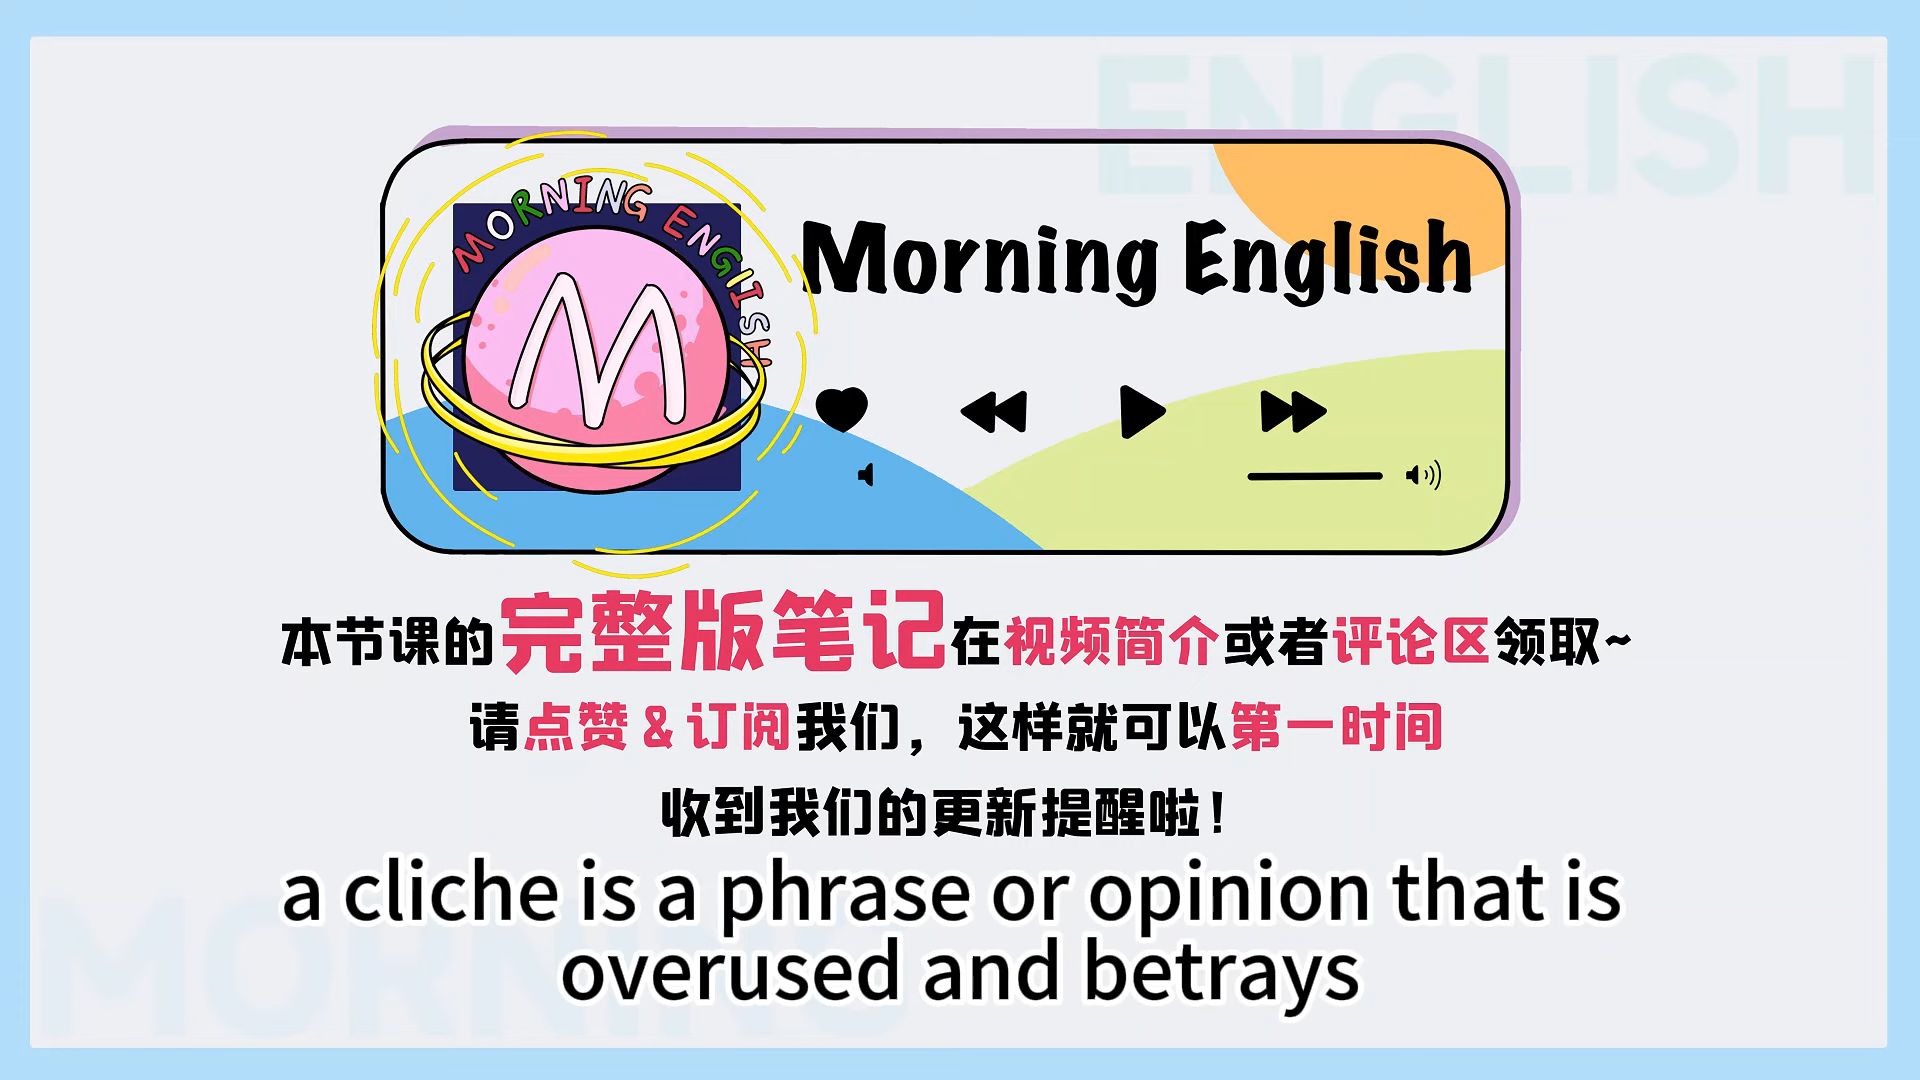 ENGLISH
MORNING ENGLISH
M
Morning English
本节课的完整版笔记在视频简介或者评论区领取~
请点赞&订阅我们，这样就可以第一时间
收到我们的更新提醒啦！
a cliche is a phrase or opinion that is
overused and betrays
MORNING